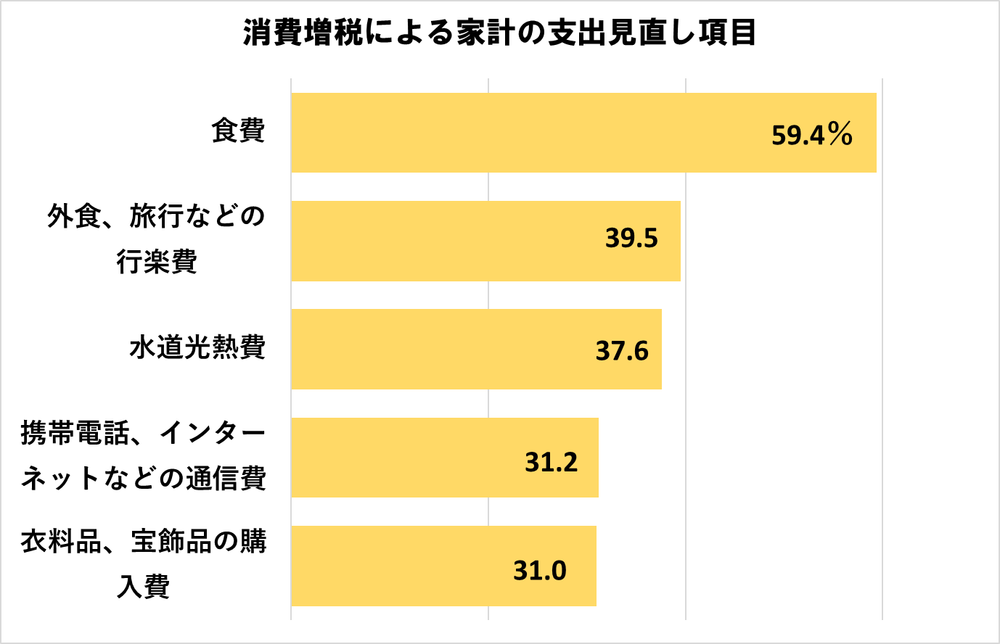 消費増税による家計の支出見直し項目
食費
59.4％
外食、旅行などの
行楽費
39.5
水道光熱費
37.6
携帯電話、インター
ネットなどの通信費
31.2
衣料品、宝飾品の購
入費
31.0